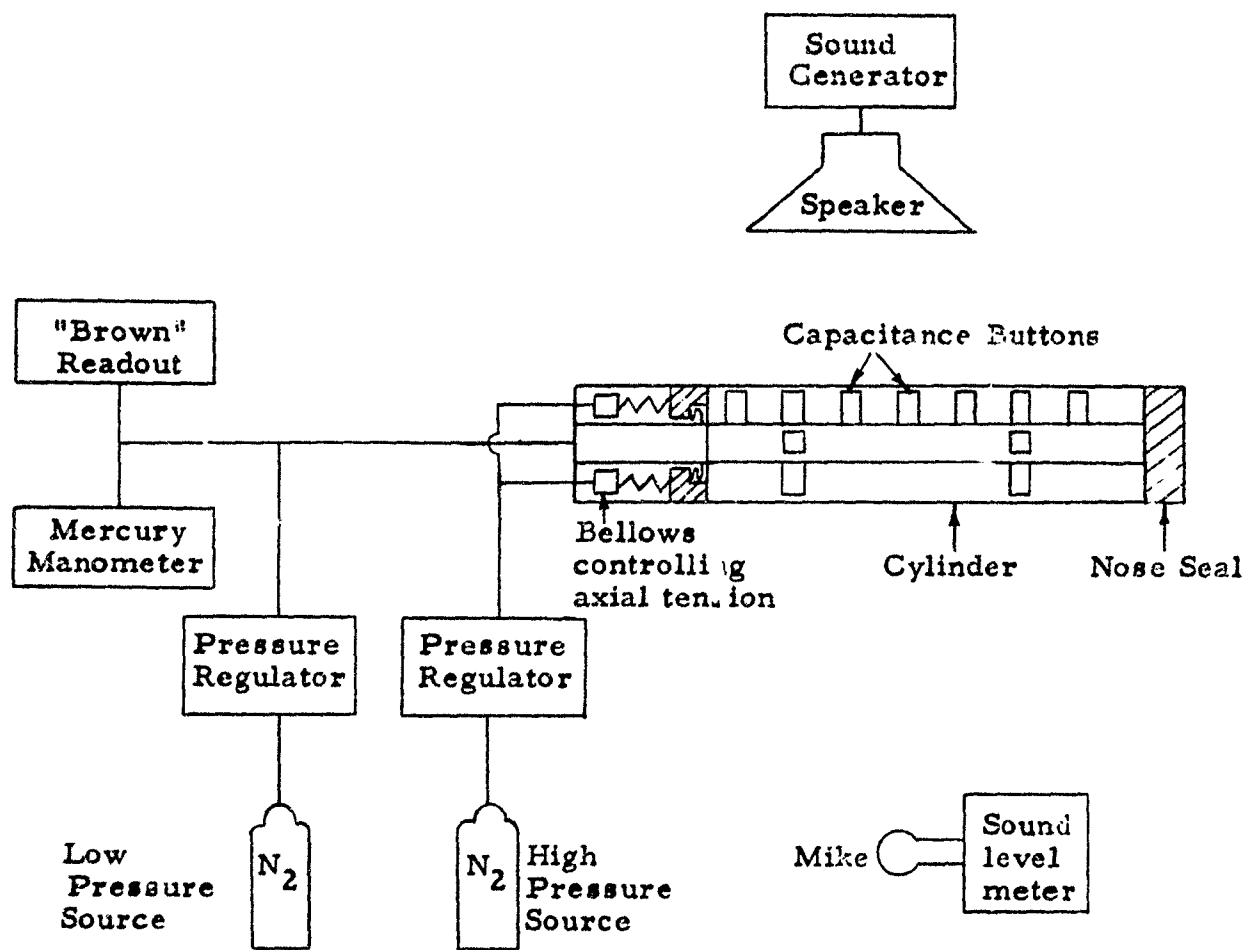 Sound
Generator
Speaker
"Brown"
Readout
Capacitance Buttons
Mercury
Manometer
Bellows
controlling
axial tension
Cylinder
Nose Seal
Pressure
Regulator
Pressure
Regulator
Low
Pressure
Source
N2
N2
High
Pressure
Source
Mike
Sound
level
meter